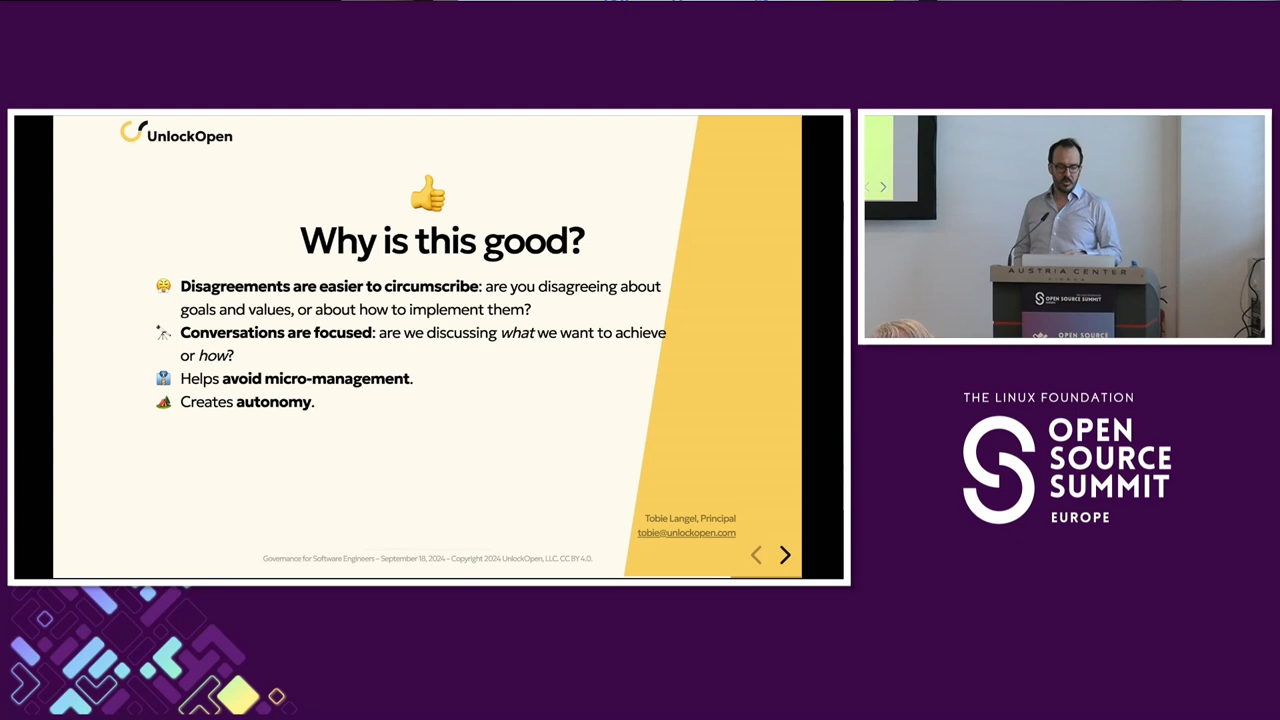 UnlockOpen
Why is this good?
Disagreements are easier to circumscribe: are you disagreeing about
goals and values, or about how to implement them?
Conversations are focused: are we discussing what we want to achieve
or how?
Helps avoid micro-management.
Creates autonomy.
Tobie Langel, Principal
tobie@unlockopen.com
Governance for Software Engineers – September 18, 2024 – Copyright 2024 UnlockOpen, LLC. CC BY 4.0.
AUSTRIA CENTER
OPEN SOURCE SUMMIT
OPEN SOURCE
THE LINUX FOUNDATION
OPEN
SOURCE
SUMMIT
EUROPE